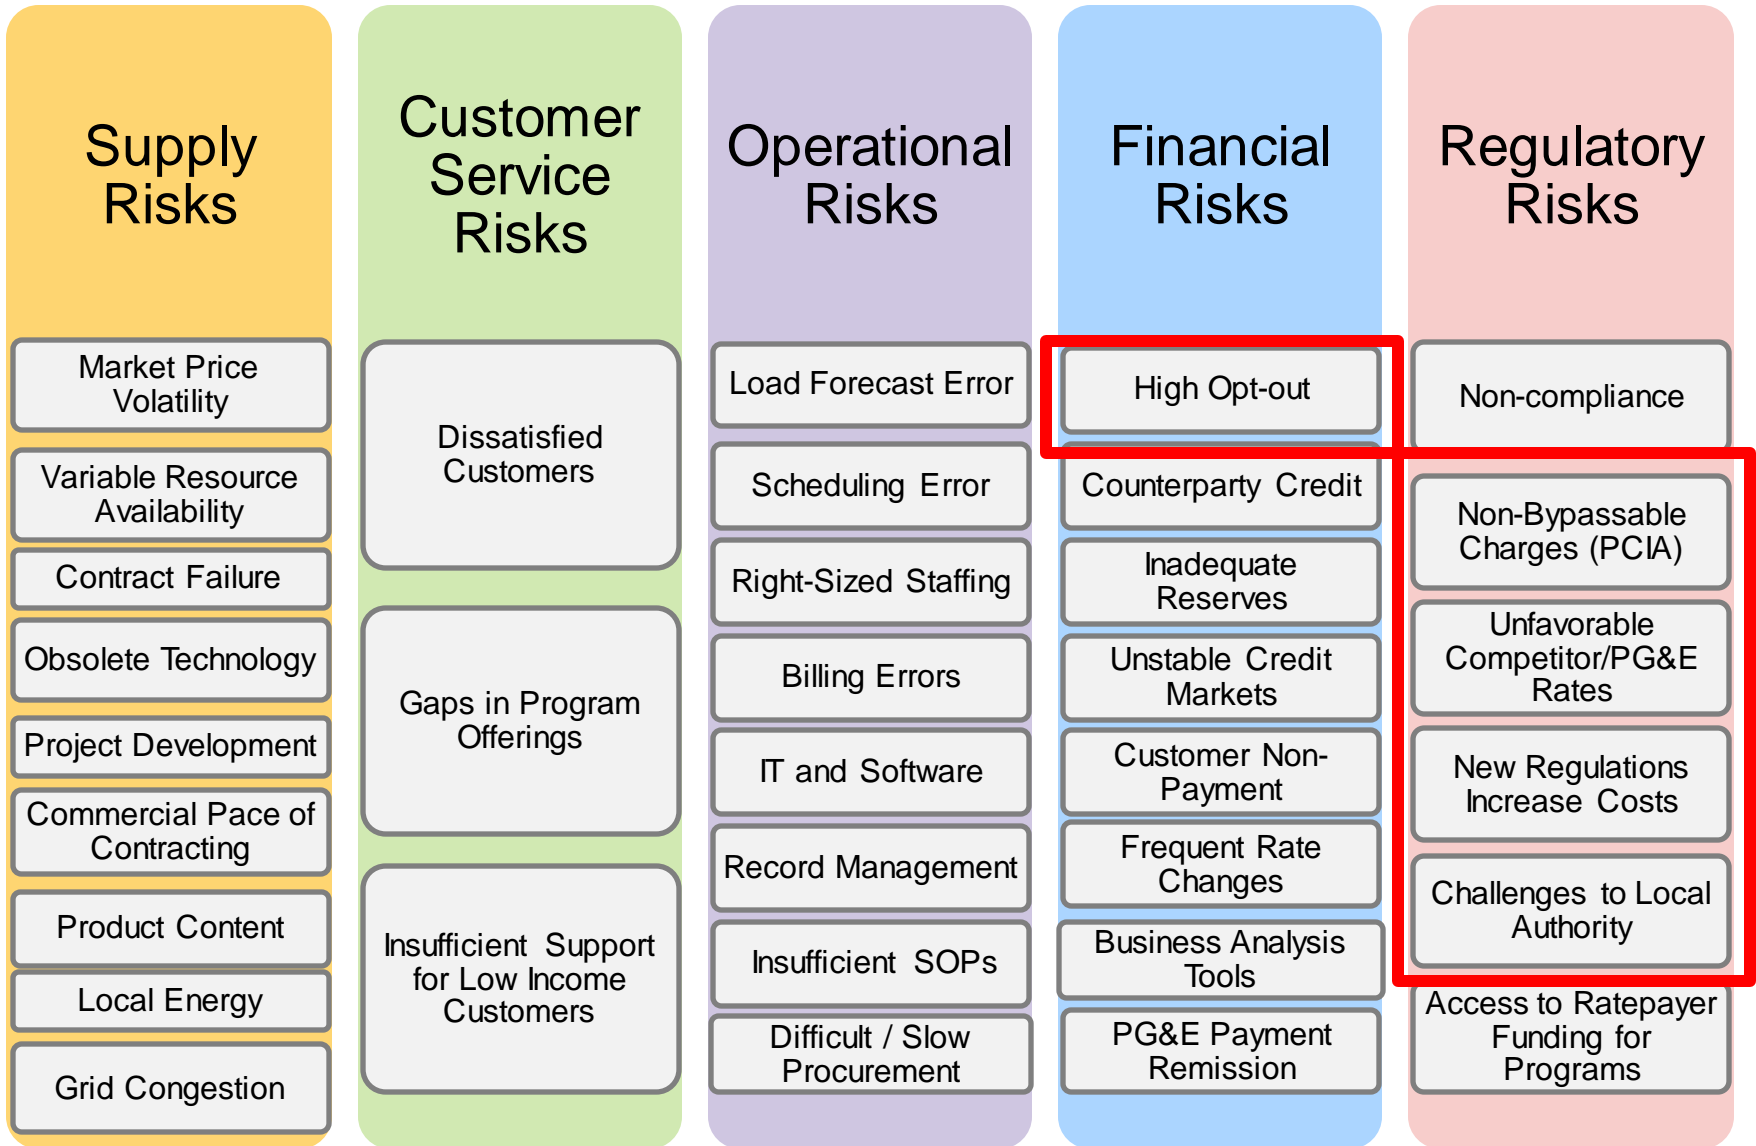 Supply
Risks
Market Price
Volatility
Variable Resource
Availability
Contract Failure
Obsolete Technology
Project Development
Commercial Pace of
Contracting
Product Content
Local Energy
Grid Congestion
Customer
Service
Risks
Dissatisfied
Customers
Gaps in Program
Offerings
Insufficient Support
for Low Income
Customers
Operational
Risks
Load Forecast Error
Scheduling Error
Right-Sized Staffing
Billing Errors
IT and Software
Record Management
Insufficient SOPs
Difficult / Slow
Procurement
Financial
Risks
High Opt-out
Counterparty Credit
Inadequate
Reserves
Unstable Credit
Markets
Customer Non-
Payment
Frequent Rate
Changes
Business Analysis
Tools
PG&E Payment
Remission
Regulatory
Risks
Non-compliance
Non-Bypassable
Charges (PCIA)
Unfavorable
Competitor/PG&E
Rates
New Regulations
Increase Costs
Challenges to Local
Authority
Access to Ratepayer
Funding for
Programs